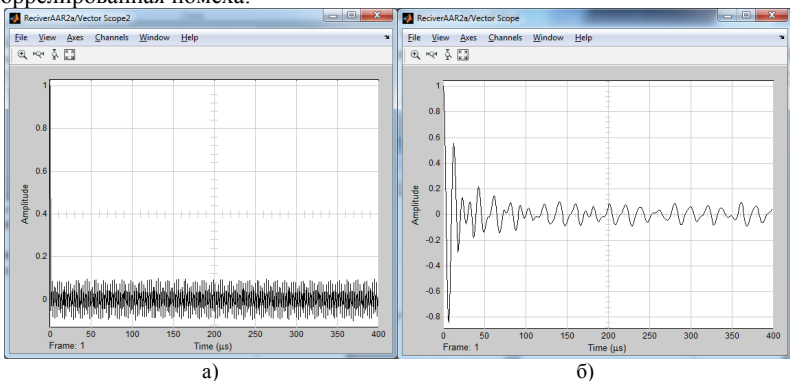 оррелированная помеха.
ReciverAAR2a/Vector Scope2
File View Axes Channels Window Help
1
0.8
0.6
Amplitude
0.4
0.2
0
0 50 100 150 200 250 300 350 400
Frame: 1
Time (μs)
а)
ReciverAAR2a/Vector Scope
File View Axes Channels Window Help
1
0.8
0.6
0.4
Amplitude
0.2
0
-0.2
-0.4
-0.6
-0.8
0 50 100 150 200 250 300 350 400
Frame: 1
Time (μs)
б)